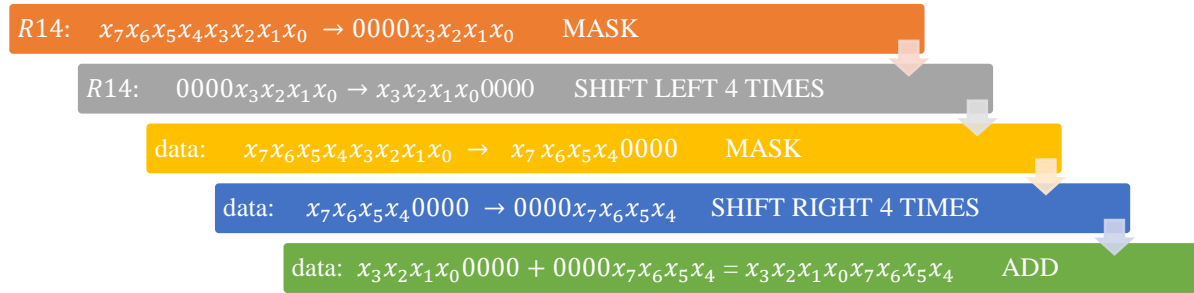 R14: x₇x₆x₅x₄x₃x₂x₁x₀ → 0000x₃x₂x₁x₀ MASK
R14: 0000x₃x₂x₁x₀ → x₃x₂x₁x₀0000 SHIFT LEFT 4 TIMES
data: x₇x₆x₅x₄x₃x₂x₁x₀ → x₇x₆x₅x₄0000 MASK
data: x₇x₆x₅x₄0000 → 0000x₇x₆x₅x₄ SHIFT RIGHT 4 TIMES
data: x₃x₂x₁x₀0000 + 0000x₇x₆x₅x₄ = x₃x₂x₁x₀x₇x₆x₅x₄ ADD